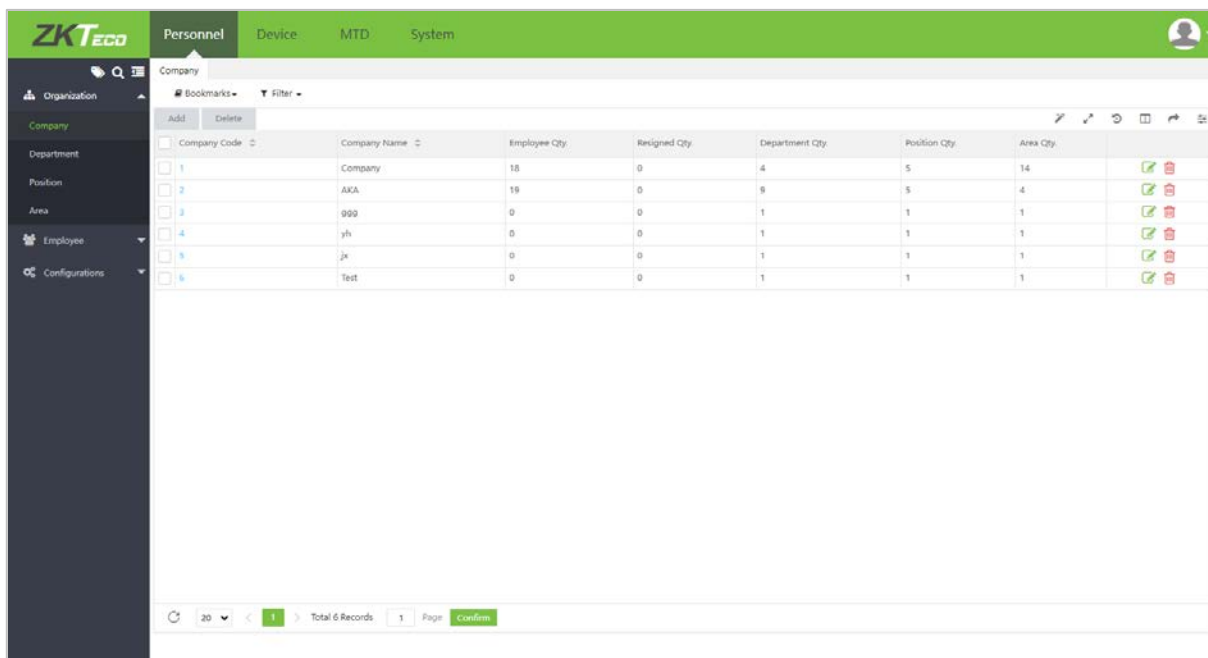 ZKTeco Personnel Device MTD System
Company
Organization Bookmarks Filter
Company Add Delete
Company Code Company Name Employee Qty. Resigned Qty. Department Qty. Position Qty. Area Qty.
Department
1 Company 18 0 4 5 14
Position
2 AKA 19 0 9 5 4
Area
3 ggg 0 0 1 1 1
Employee
4 yh 0 0 1 1 1
5 jx 0 0 1 1 1
Configurations
6 Test 0 0 1 1 1
20 < 1 > Total 6 Records 1 Page Confirm